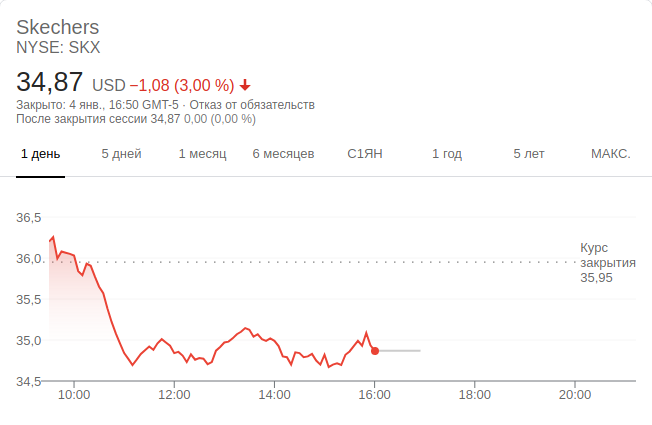 Skechers
NYSE: SKX
34,87 USD −1,08 (3,00 %)
Закрыто: 4 янв., 16:50 GMT-5 · Отказ от обязательств
После закрытия сессии 34,87 0,00 (0,00 %)
1 день 5 дней 1 месяц 6 месяцев С1ЯН 1 год 5 лет МАКС.
36,5
36,0
35,5
35,0
34,5
Курс
закрытия
35,95
10:00 12:00 14:00 16:00 18:00 20:00